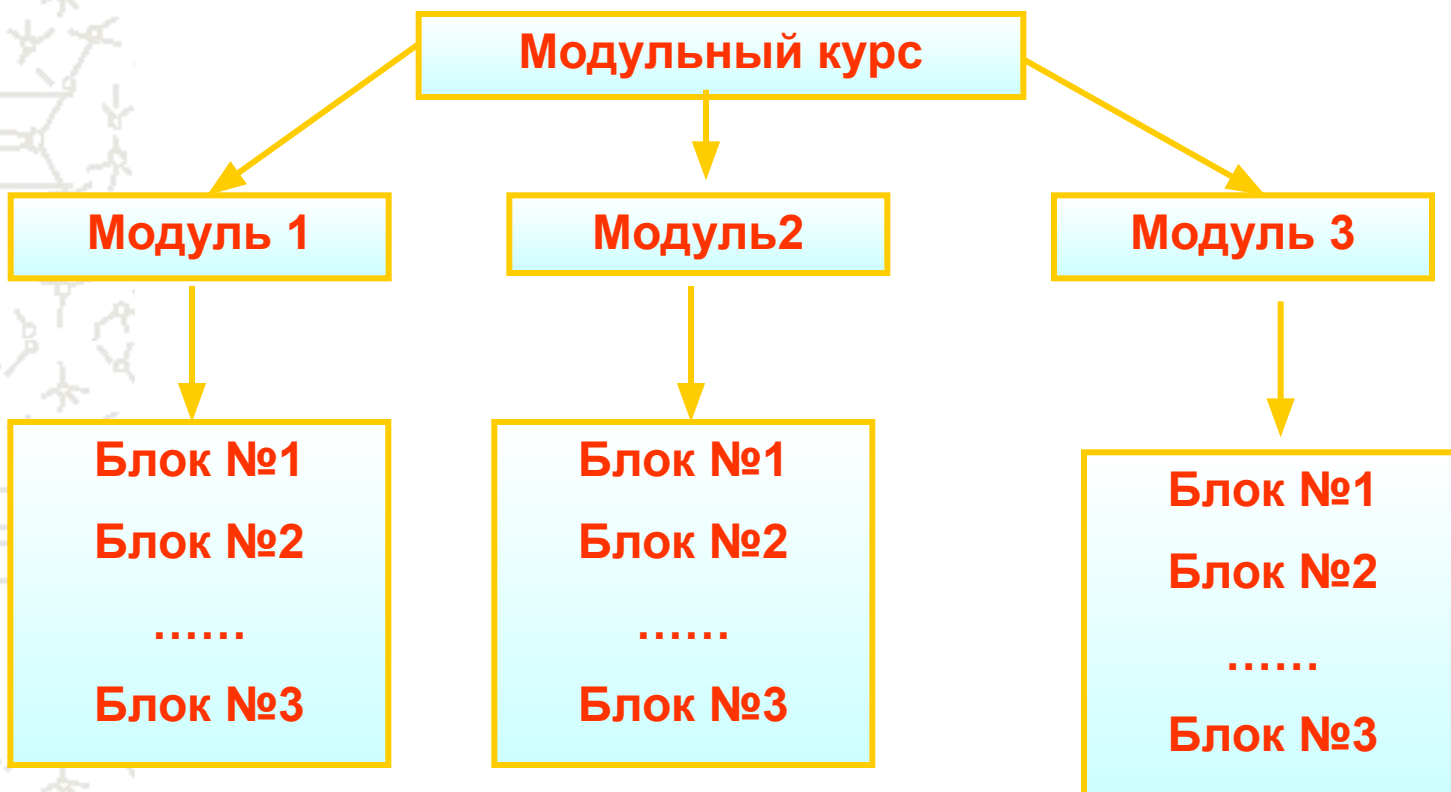 Модульный курс
Модуль 1
Модуль2
Модуль 3
Блок №1
Блок №2
……
Блок №3
Блок №1
Блок №2
……
Блок №3
Блок №1
Блок №2
……
Блок №3